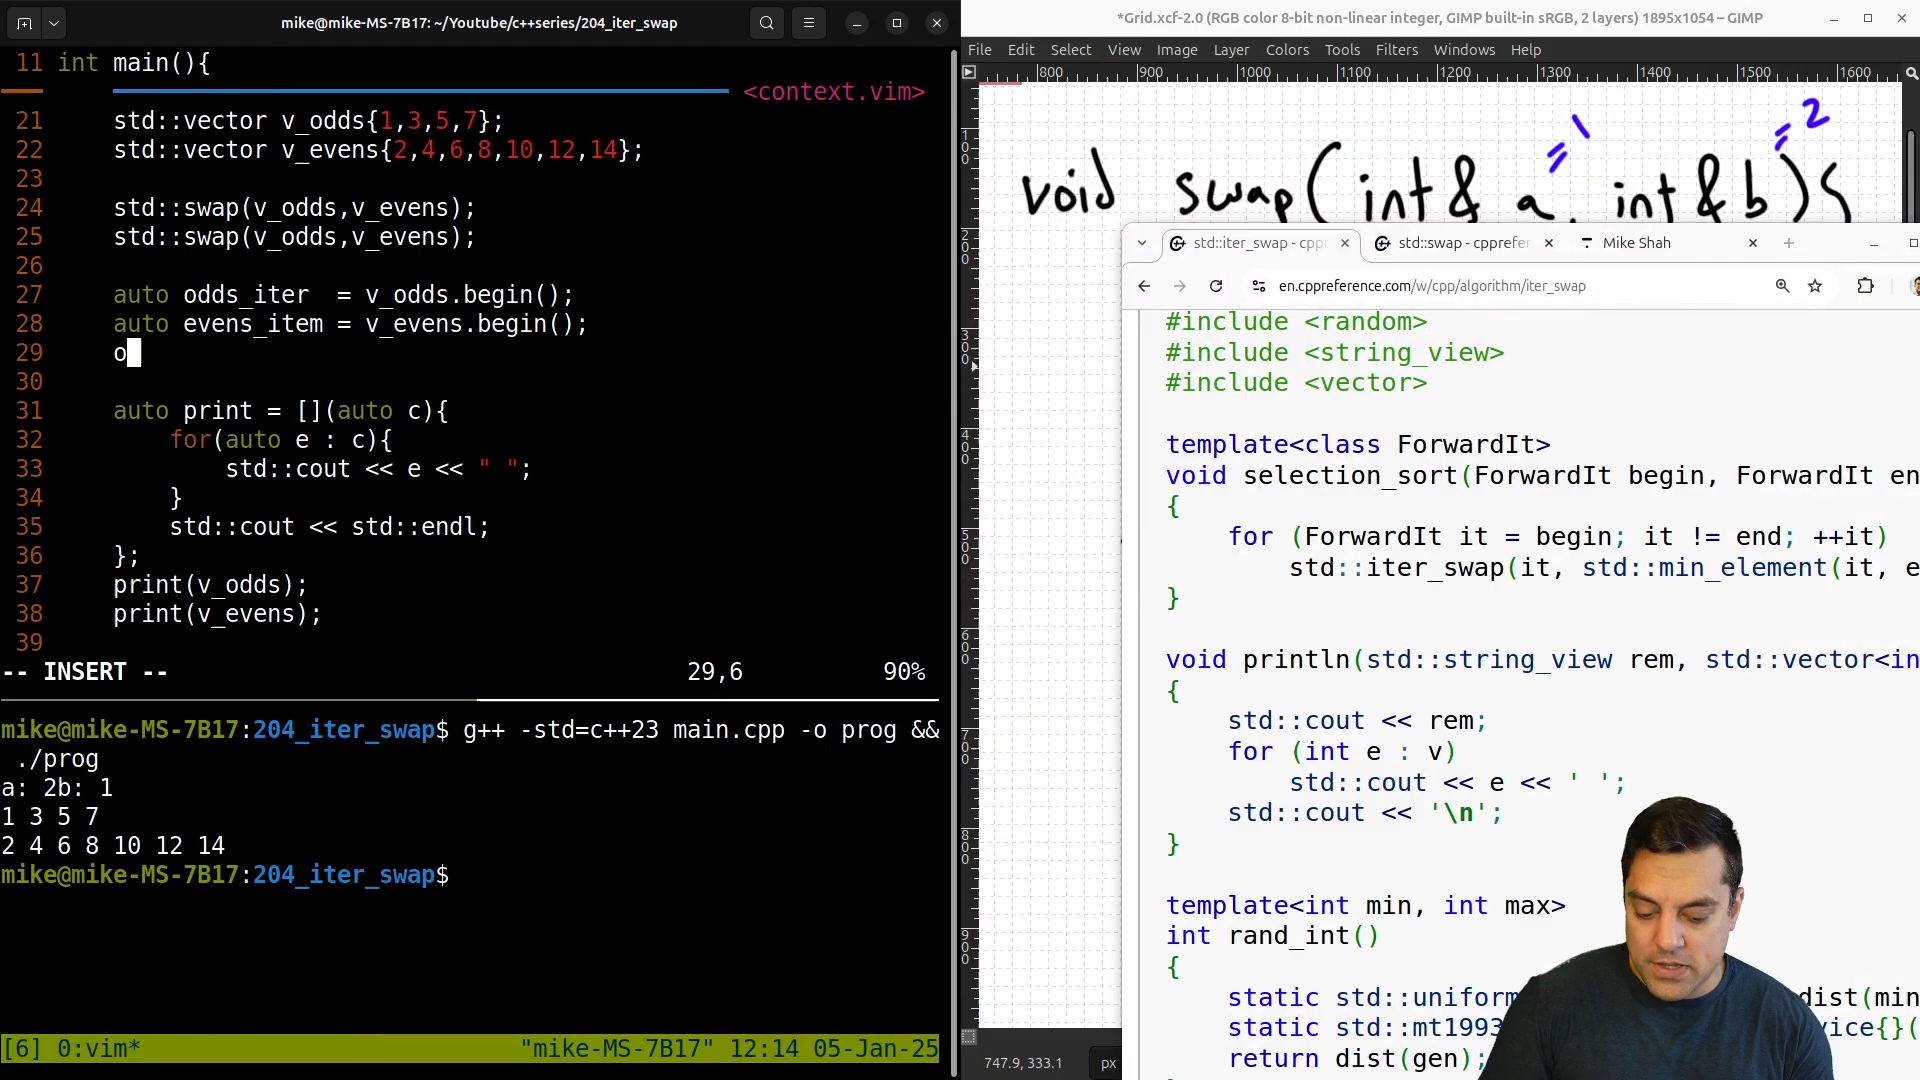 mike@mike-MS-7B17: ~/Youtube/c++series/204_iter_swap
11 int main(){
<context.vim>
21 std::vector v_odds{1,3,5,7};
22 std::vector v_evens{2,4,6,8,10,12,14};
23
24 std::swap(v_odds,v_evens);
25 std::swap(v_odds,v_evens);
26
27 auto odds_iter  = v_odds.begin();
28 auto evens_item = v_evens.begin();
29 o
30
31 auto print = [](auto c){
32 for(auto e : c){
33 std::cout << e << " ";
34 }
35 std::cout << std::endl;
36 };
37 print(v_odds);
38 print(v_evens);
39
-- INSERT -- 29,6 90%
mike@mike-MS-7B17:204_iter_swap$ g++ -std=c++23 main.cpp -o prog &&
./prog
a: 2b: 1
1 3 5 7
2 4 6 8 10 12 14
mike@mike-MS-7B17:204_iter_swap$
[6] 0:vim* "mike-MS-7B17" 12:14 05-Jan-25
*Grid.xcf-2.0 (RGB color 8-bit non-linear integer, GIMP built-in sRGB, 2 layers) 1895x1054 – GIMP
File Edit Select View Image Layer Colors Tools Filters Windows Help
800 900 1000 1100 1200 1300 1400 1500 1600
= 1 = 2
void swap( int& a, int& b){
std::iter_swap - cpp
std::swap - cpprefer
Mike Shah
en.cppreference.com/w/cpp/algorithm/iter_swap
#include <random>
#include <string_view>
#include <vector>
template<class ForwardIt>
void selection_sort(ForwardIt begin, ForwardIt en
{
for (ForwardIt it = begin; it != end; ++it)
std::iter_swap(it, std::min_element(it, e
}
void println(std::string_view rem, std::vector<in
{
std::cout << rem;
for (int e : v)
std::cout << e << ' ';
std::cout << '\n';
}
template<int min, int max>
int rand_int()
{
static std::uniform dist(min
static std::mt1993 vice{}(
return dist(gen);
747.9, 333.1 px